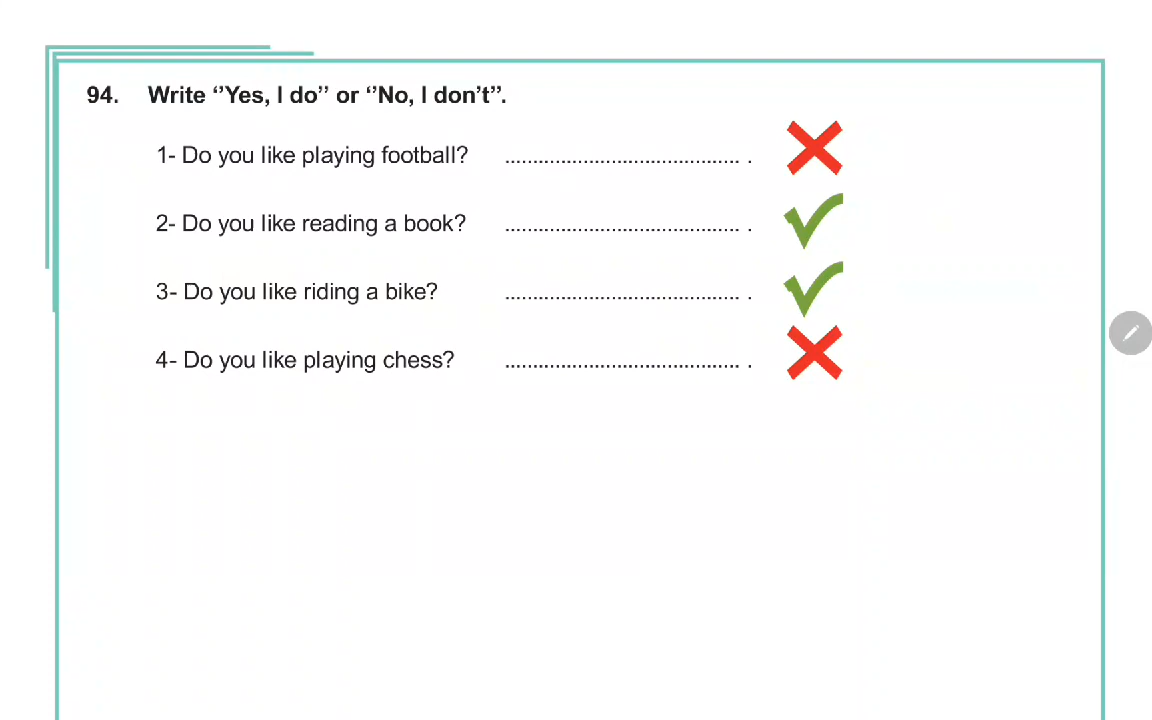 94. Write ‘’Yes, I do’’ or ‘’No, I don’t’’.
1- Do you like playing football? ......................................... .
2- Do you like reading a book? ......................................... .
3- Do you like riding a bike? ......................................... .
4- Do you like playing chess? ......................................... .